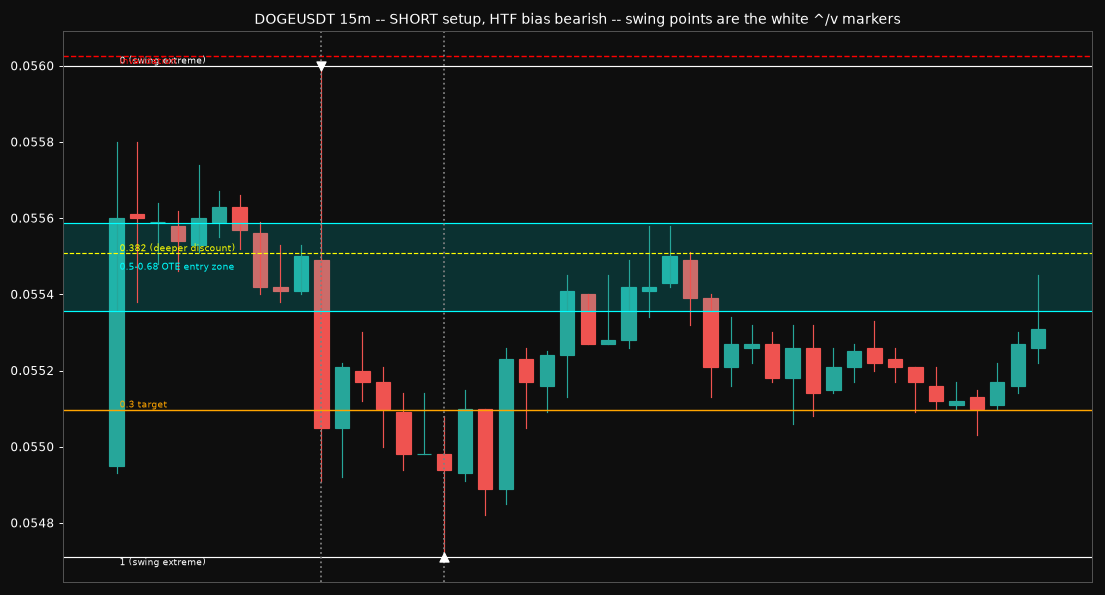 DOGEUSDT 15m -- SHORT setup, HTF bias bearish -- swing points are the white ^/v markers
0 (swing extreme)
0.0560
0.0558
0.0556
0.382 (deeper discount)
0.5-0.68 OTE entry zone
0.0554
0.0552
0.3 target
0.0550
0.0548
1 (swing extreme)